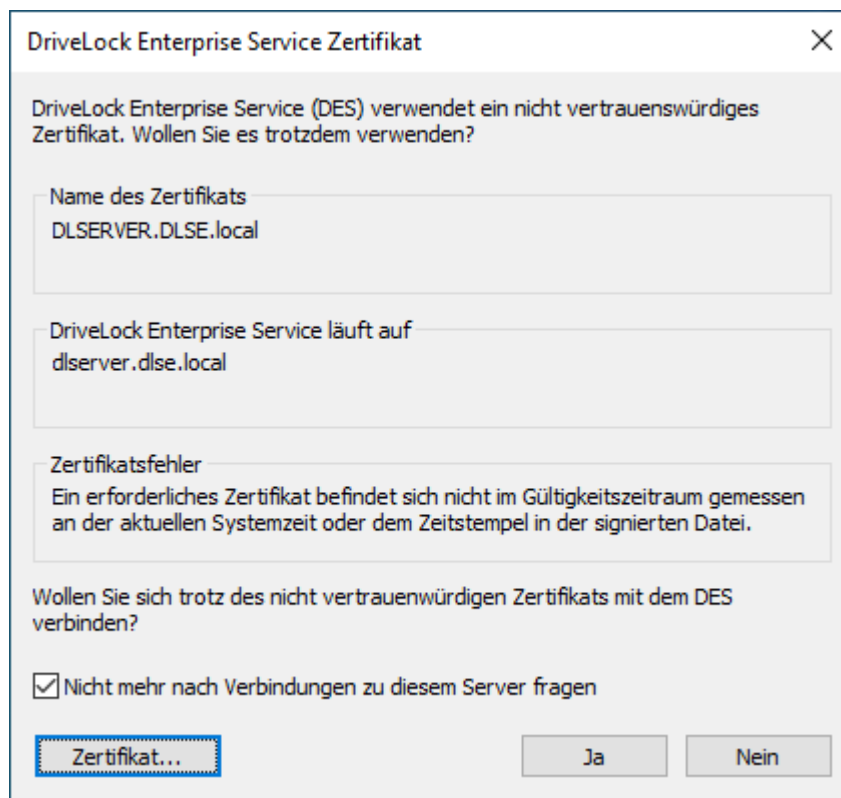 DriveLock Enterprise Service Zertifikat
DriveLock Enterprise Service (DES) verwendet ein nicht vertrauenswürdiges
Zertifikat. Wollen Sie es trotzdem verwenden?
Name des Zertifikats
DLSERVER.DLSE.local
DriveLock Enterprise Service läuft auf
dlserver.dlse.local
Zertifikatsfehler
Ein erforderliches Zertifikat befindet sich nicht im Gültigkeitszeitraum gemessen
an der aktuellen Systemzeit oder dem Zeitstempel in der signierten Datei.
Wollen Sie sich trotz des nicht vertrauenwürdigen Zertifikats mit dem DES
verbinden?
Nicht mehr nach Verbindungen zu diesem Server fragen
Zertifikat... Ja Nein